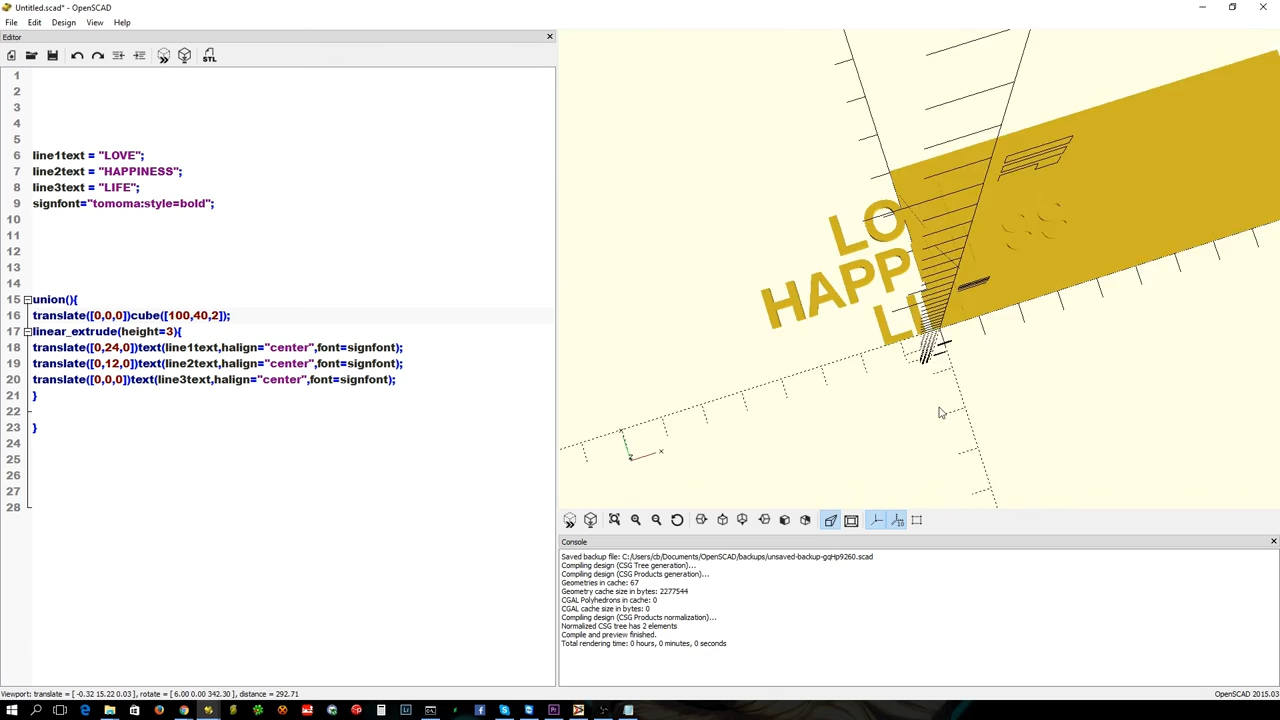 Untitled.scad* - OpenSCAD
File Edit Design View Help
Editor
STL
1
2
3
4
5
6 line1text = "LOVE";
7 line2text = "HAPPINESS";
8 line3text = "LIFE";
9 signfont="tomoma:style=bold";
10
11
12
13
14
15 union(){
16 translate([0,0,0])cube([100,40,2]);
17 linear_extrude(height=3){
18 translate([0,24,0])text(line1text,halign="center",font=signfont);
19 translate([0,12,0])text(line2text,halign="center",font=signfont);
20 translate([0,0,0])text(line3text,halign="center",font=signfont);
21 }
22
23 }
24
25
26
27
28
LO
HAPP
LI
x
Console
Saved backup file: C:/Users/cb/Documents/OpenSCAD/backups/unsaved-backup-gqHp9260.scad
Compiling design (CSG Tree generation)...
Compiling design (CSG Products generation)...
Geometries in cache: 67
Geometry cache size in bytes: 2277544
CGAL Polyhedrons in cache: 0
CGAL cache size in bytes: 0
Compiling design (CSG Products normalization)...
Normalized CSG tree has 2 elements
Compile and preview finished.
Total rendering time: 0 hours, 0 minutes, 0 seconds
Viewport: translate = [ -0.32 15.22 0.03 ], rotate = [ 6.00 0.00 342.30 ], distance = 292.71
OpenSCAD 2015.03